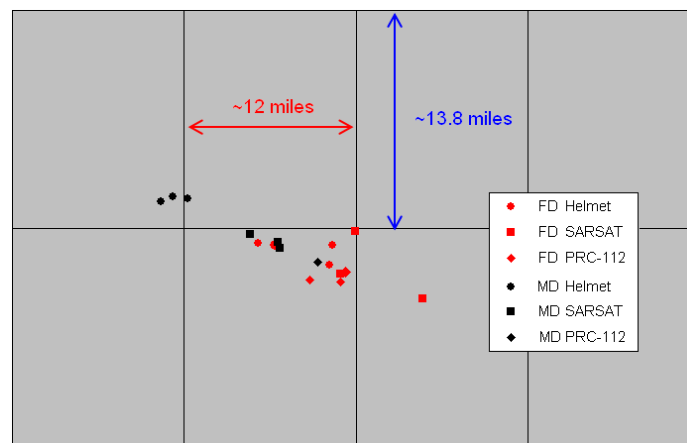 ~12 miles
~13.8 miles
FD Helmet
FD SARSAT
FD PRC-112
MD Helmet
MD SARSAT
MD PRC-112